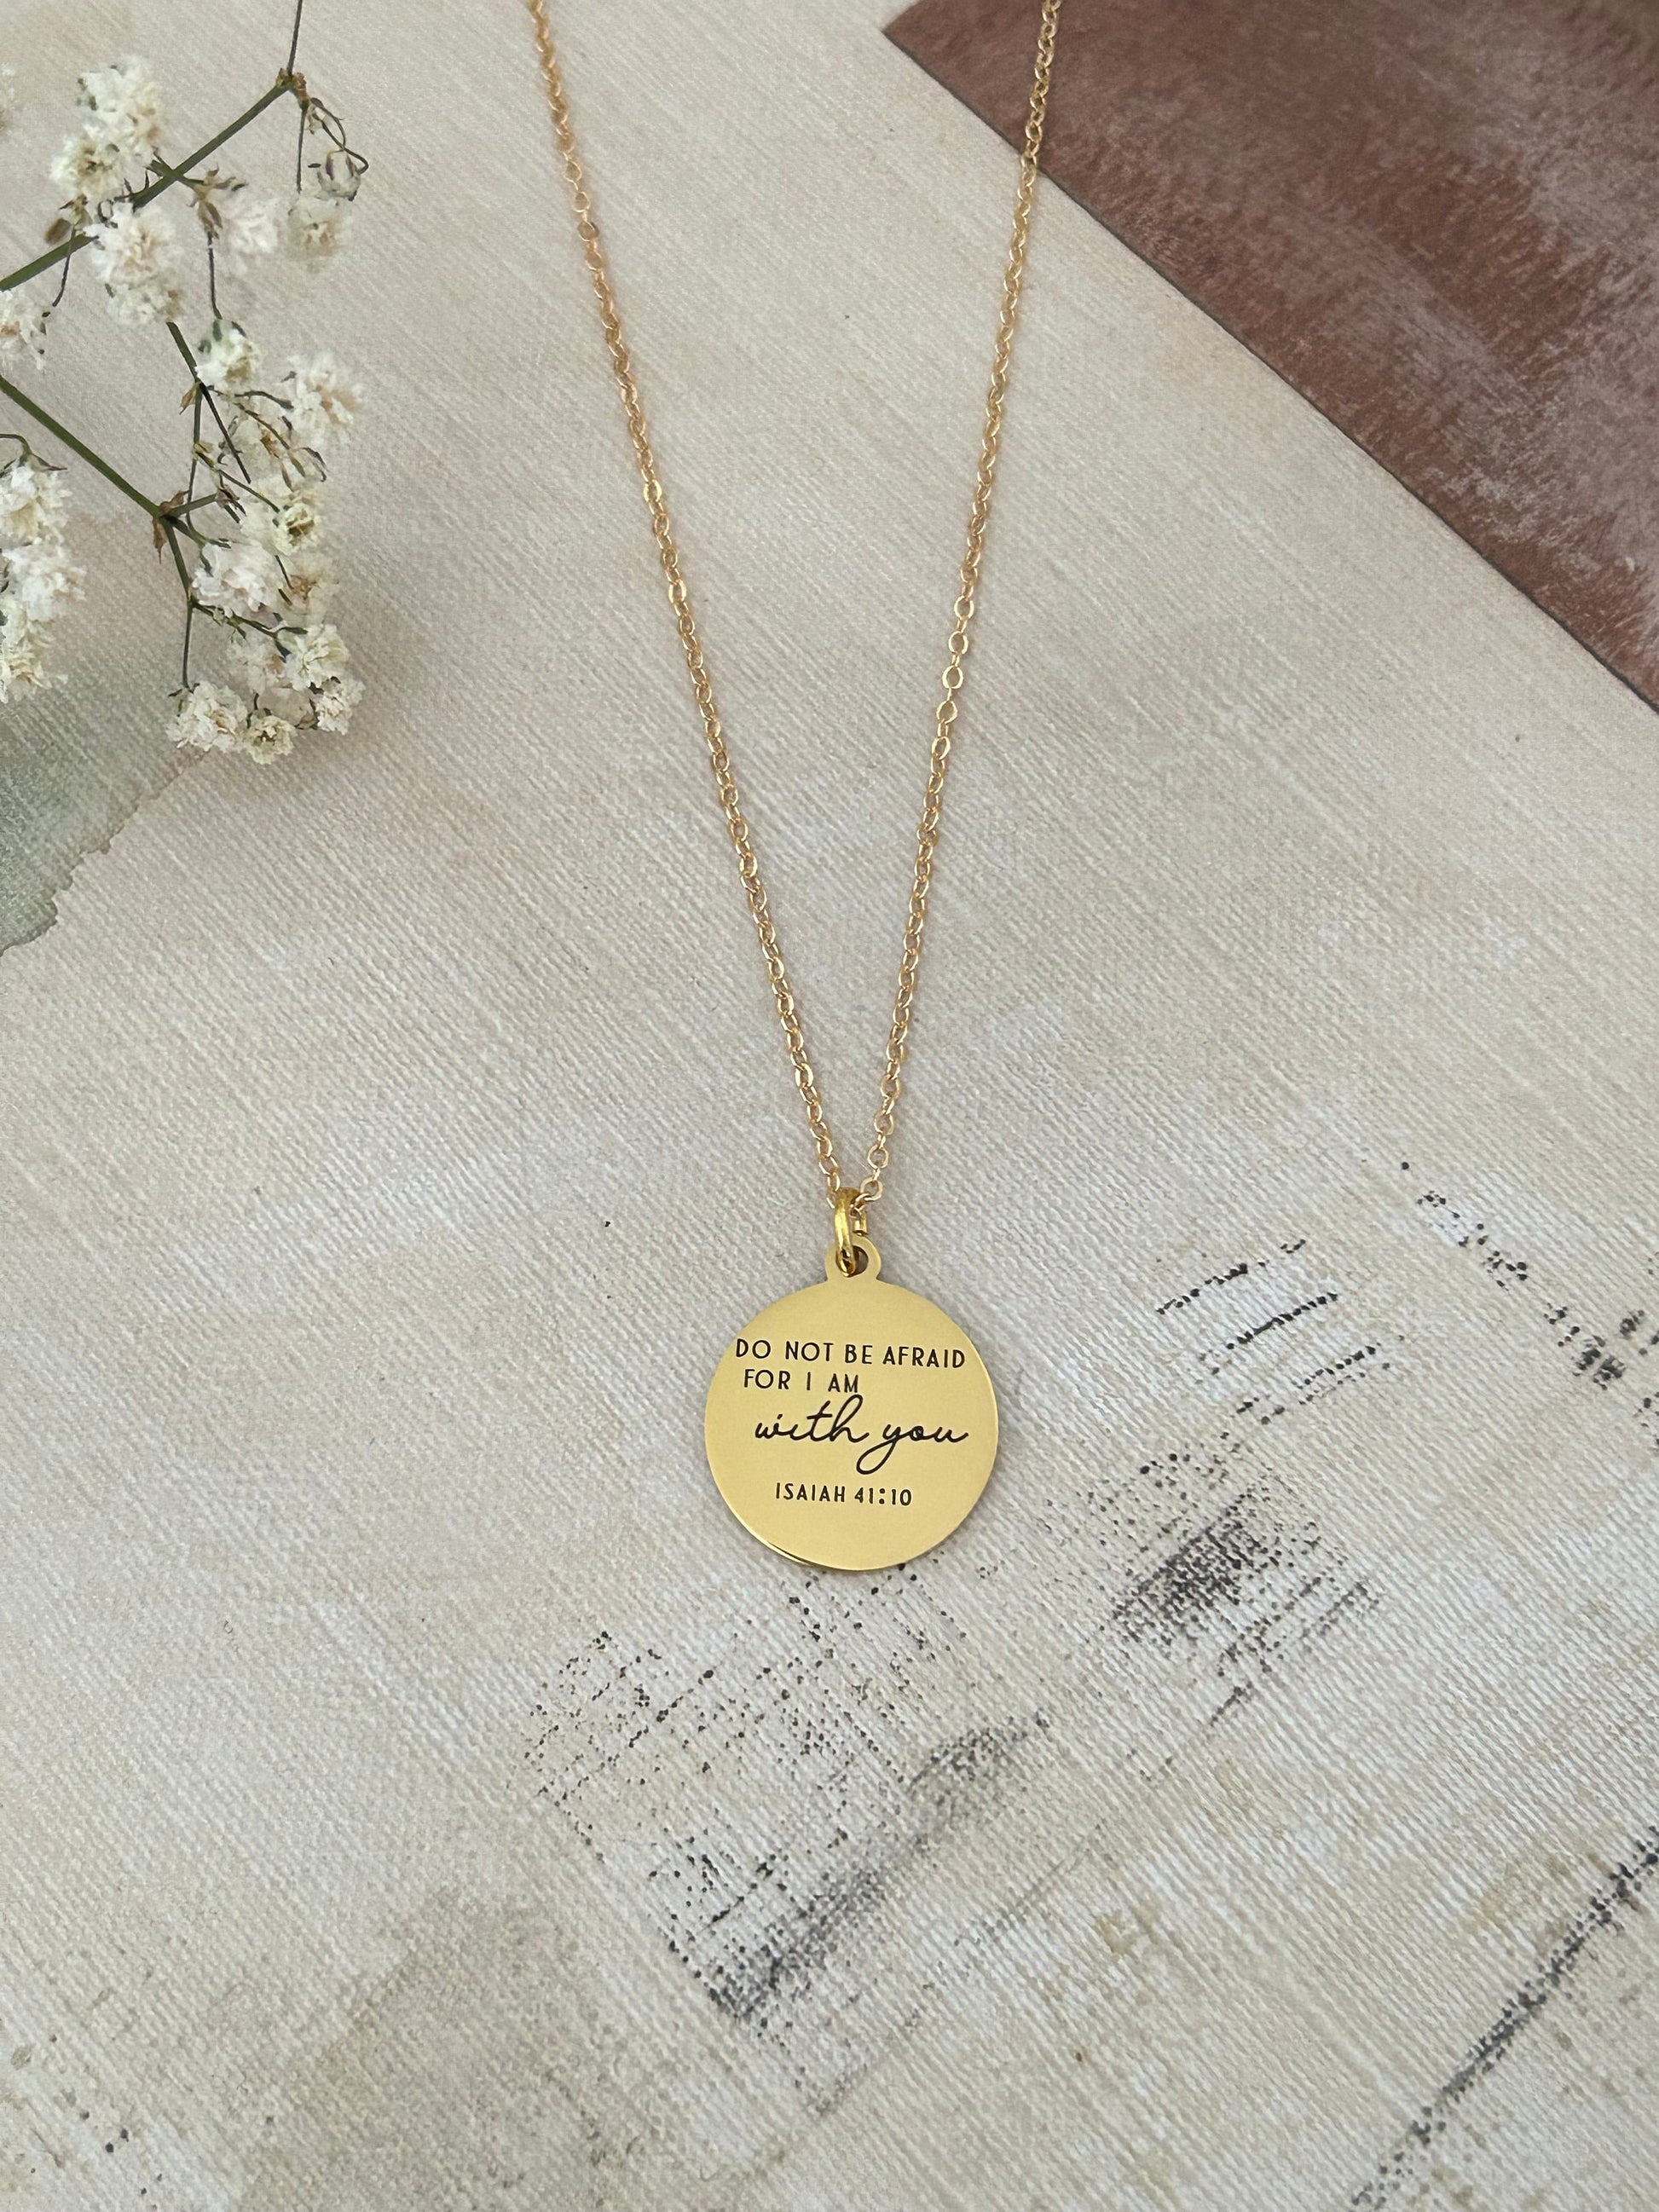 DO NOT BE AFRAID
FOR I AM
with you
ISAIAH 41:10